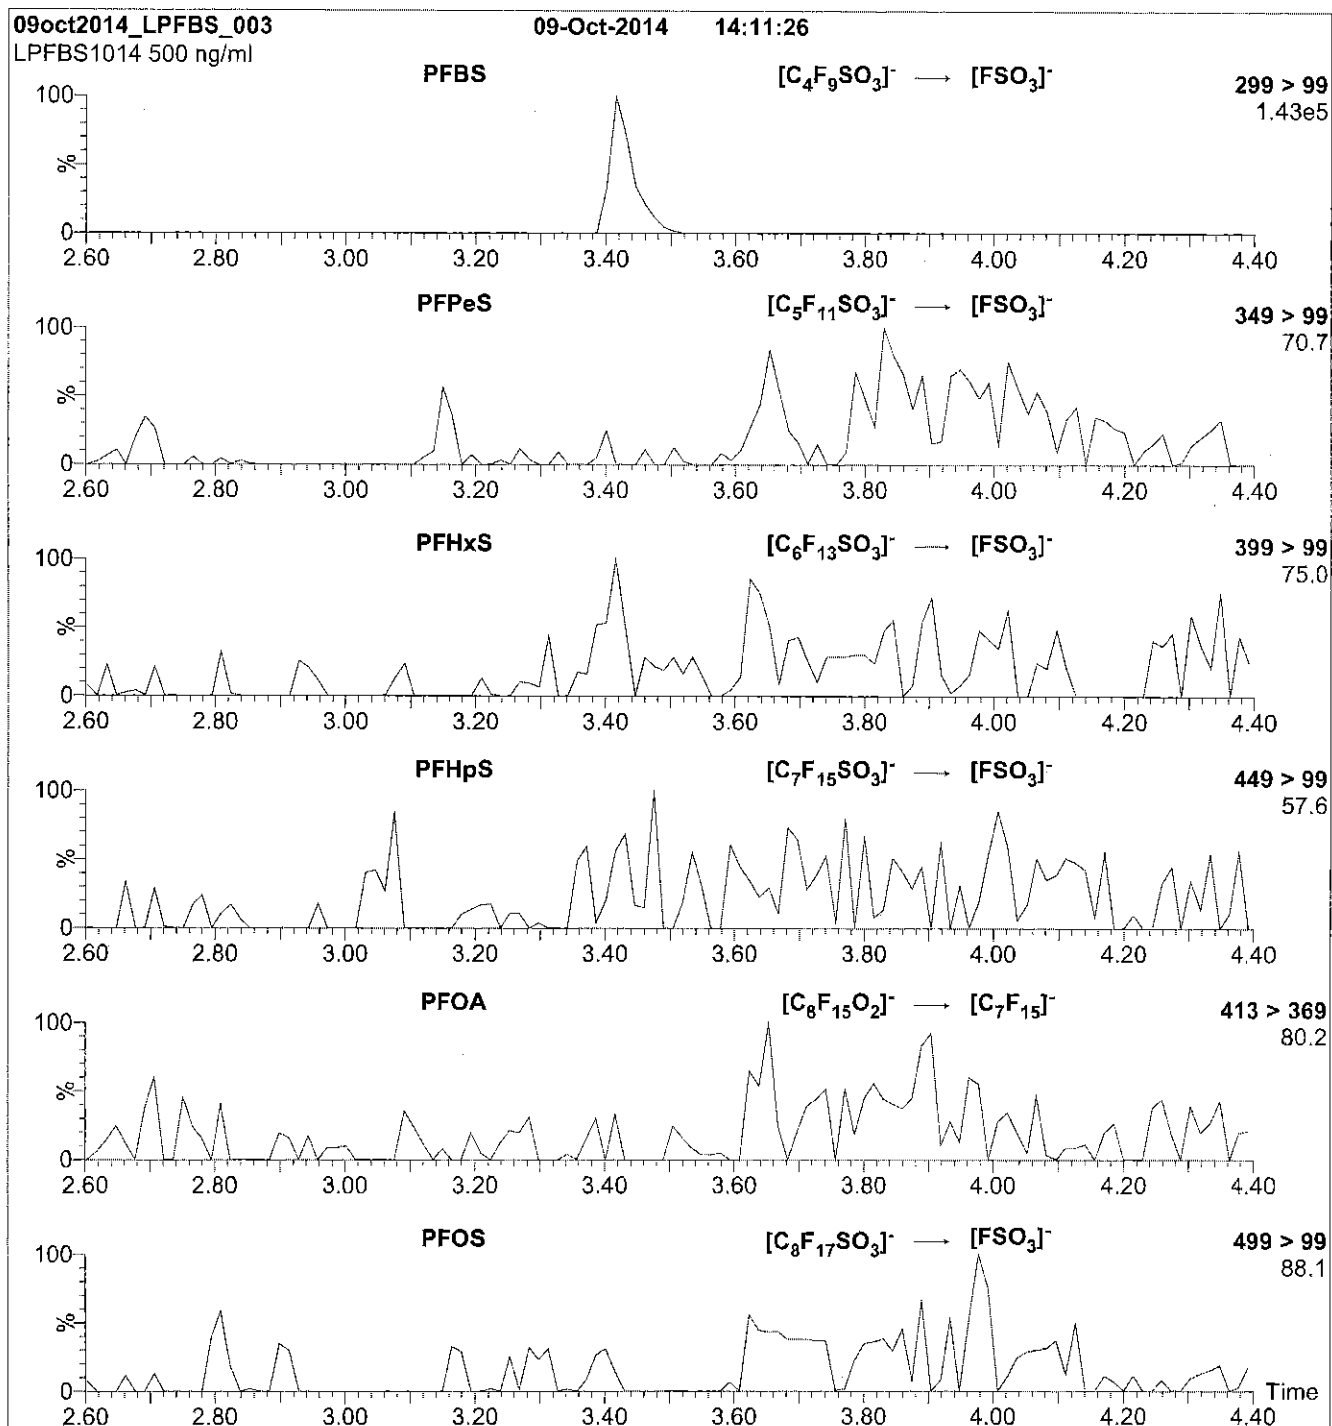 09oct2014_LPFBS_003 09-Oct-2014 14:11:26
LPFBS1014 500 ng/ml
PFBS [C4F9SO3]- → [FSO3]- 299 > 99
1.43e5
100
%
0
2.60 2.80 3.00 3.20 3.40 3.60 3.80 4.00 4.20 4.40
PFPeS [C5F11SO3]- → [FSO3]- 349 > 99
70.7
100
%
0
2.60 2.80 3.00 3.20 3.40 3.60 3.80 4.00 4.20 4.40
PFHxS [C6F13SO3]- → [FSO3]- 399 > 99
75.0
100
%
0
2.60 2.80 3.00 3.20 3.40 3.60 3.80 4.00 4.20 4.40
PFHpS [C7F15SO3]- → [FSO3]- 449 > 99
57.6
100
%
0
2.60 2.80 3.00 3.20 3.40 3.60 3.80 4.00 4.20 4.40
PFOA [C8F15O2]- → [C7F15]- 413 > 369
80.2
100
%
0
2.60 2.80 3.00 3.20 3.40 3.60 3.80 4.00 4.20 4.40
PFOS [C8F17SO3]- → [FSO3]- 499 > 99
88.1
100
%
0 Time
2.60 2.80 3.00 3.20 3.40 3.60 3.80 4.00 4.20 4.40